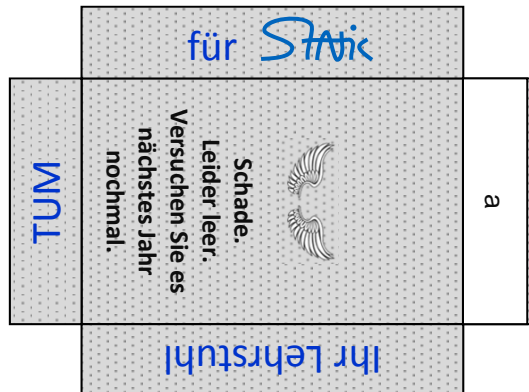 für Statik
Schade.
Leider leer.
Versuchen Sie es
nächstes Jahr
nochmal.
TUM
a
Ihr Lehrstuhl